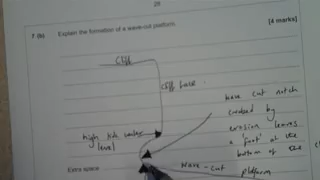 26
7 (b) Explain the formation of a wave-cut platform.
[4 marks]
Cliff
Cliff face.
Wave cut notch
created by
erosion leaves
a 'foot' at the
bottom of the
high tide water
level
Extra space
Wave-cut platform